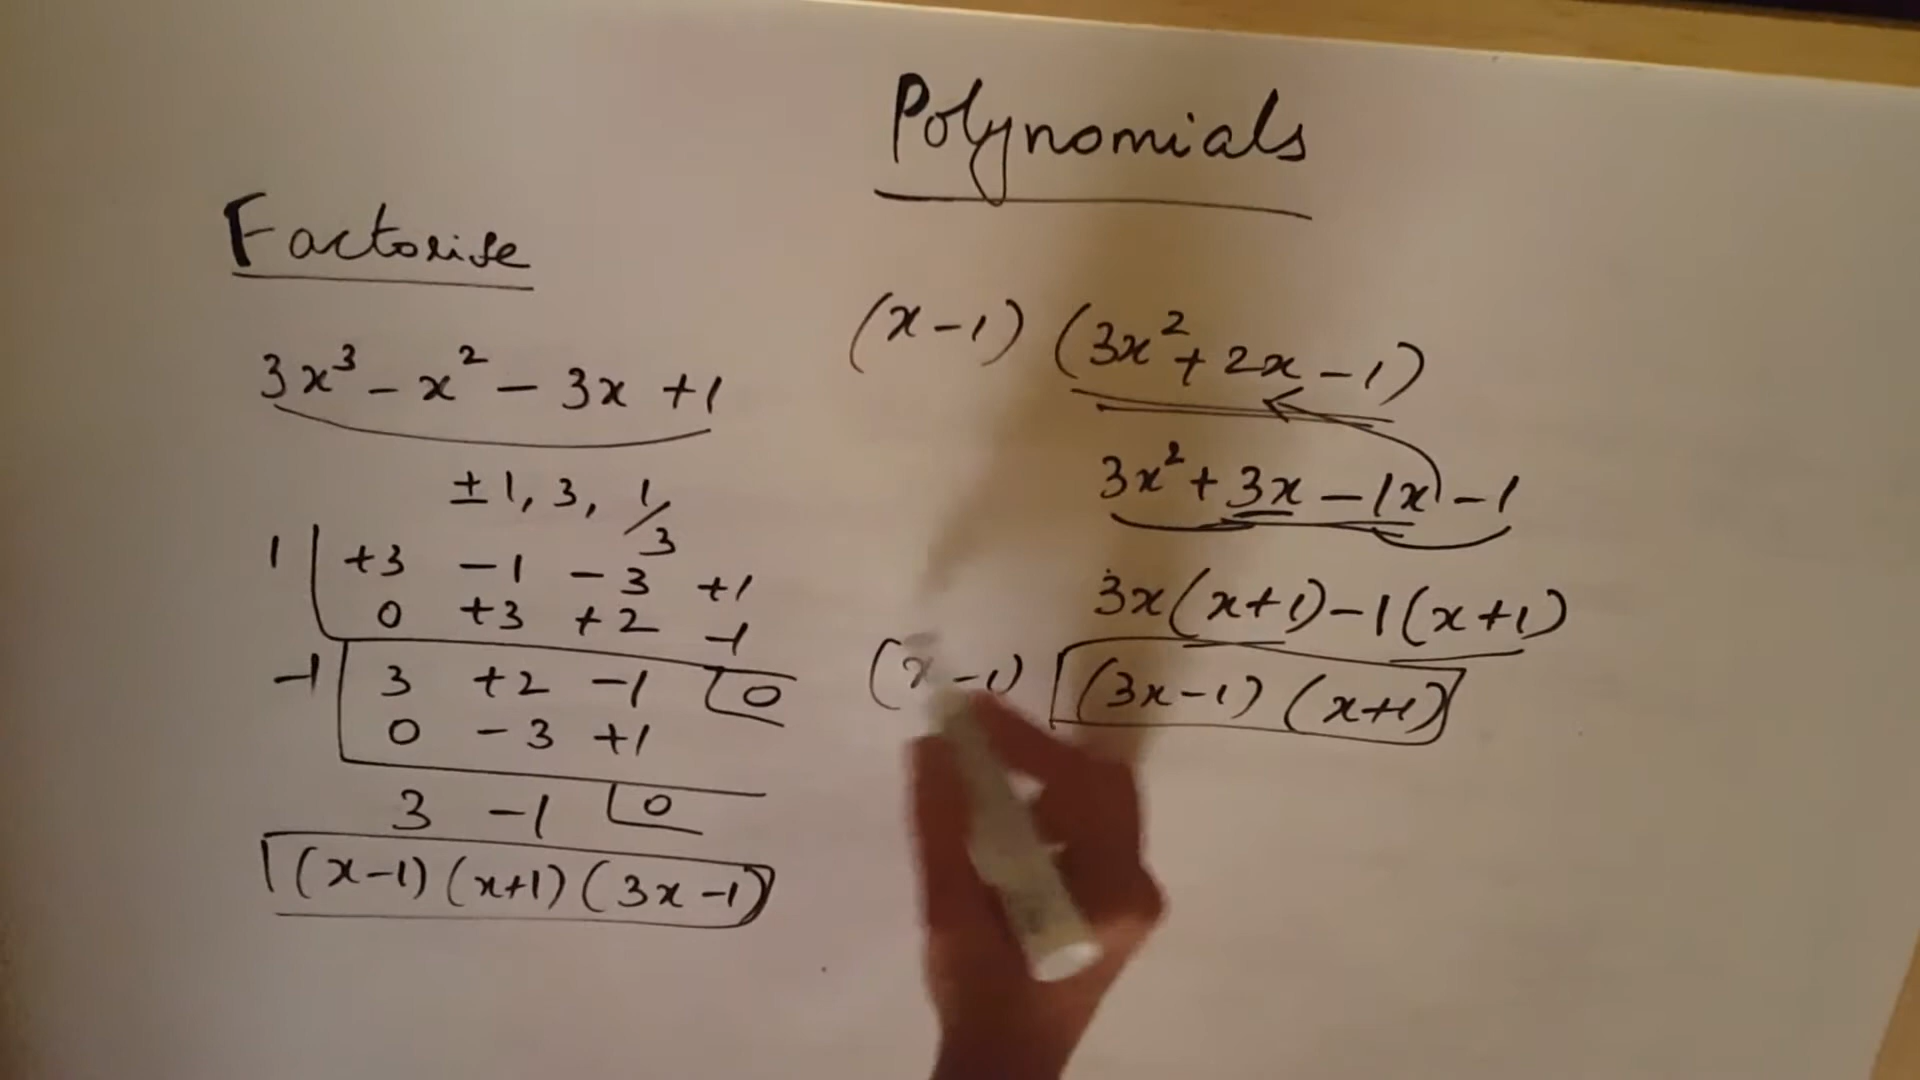 Polynomials
Factorise
3x³ - x² - 3x + 1
± 1, 3, 1/3
1 | +3 -1 -3 +1
0 +3 +2 -1
-1 | 3 +2 -1 | 0
0 -3 +1
3 -1 | 0
(x-1) (x+1) (3x-1)
(x-1) (3x² + 2x - 1)
3x² + 3x - 1x - 1
3x(x+1) - 1(x+1)
(x-1) (3x-1) (x+1)